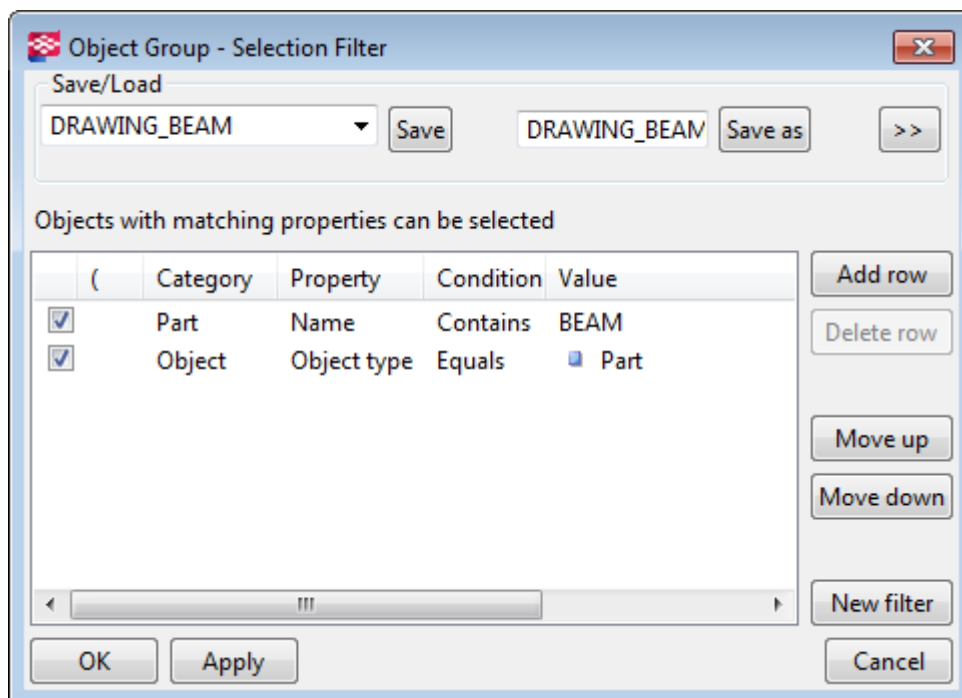 Object Group - Selection Filter
Save/Load
DRAWING_BEAM Save DRAWING_BEAM Save as >>
Objects with matching properties can be selected
( Category Property Condition Value
Part Name Contains BEAM
Object Object type Equals Part
Add row
Delete row
Move up
Move down
New filter
OK Apply Cancel